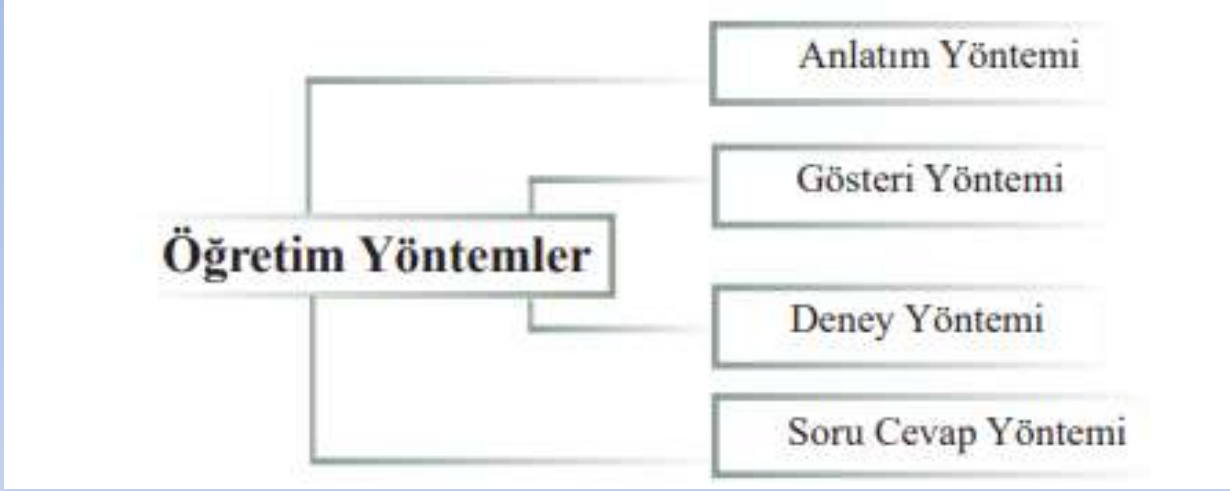 Anlatım Yöntemi
Gösteri Yöntemi
Öğretim Yöntemler
Deney Yöntemi
Soru Cevap Yöntemi